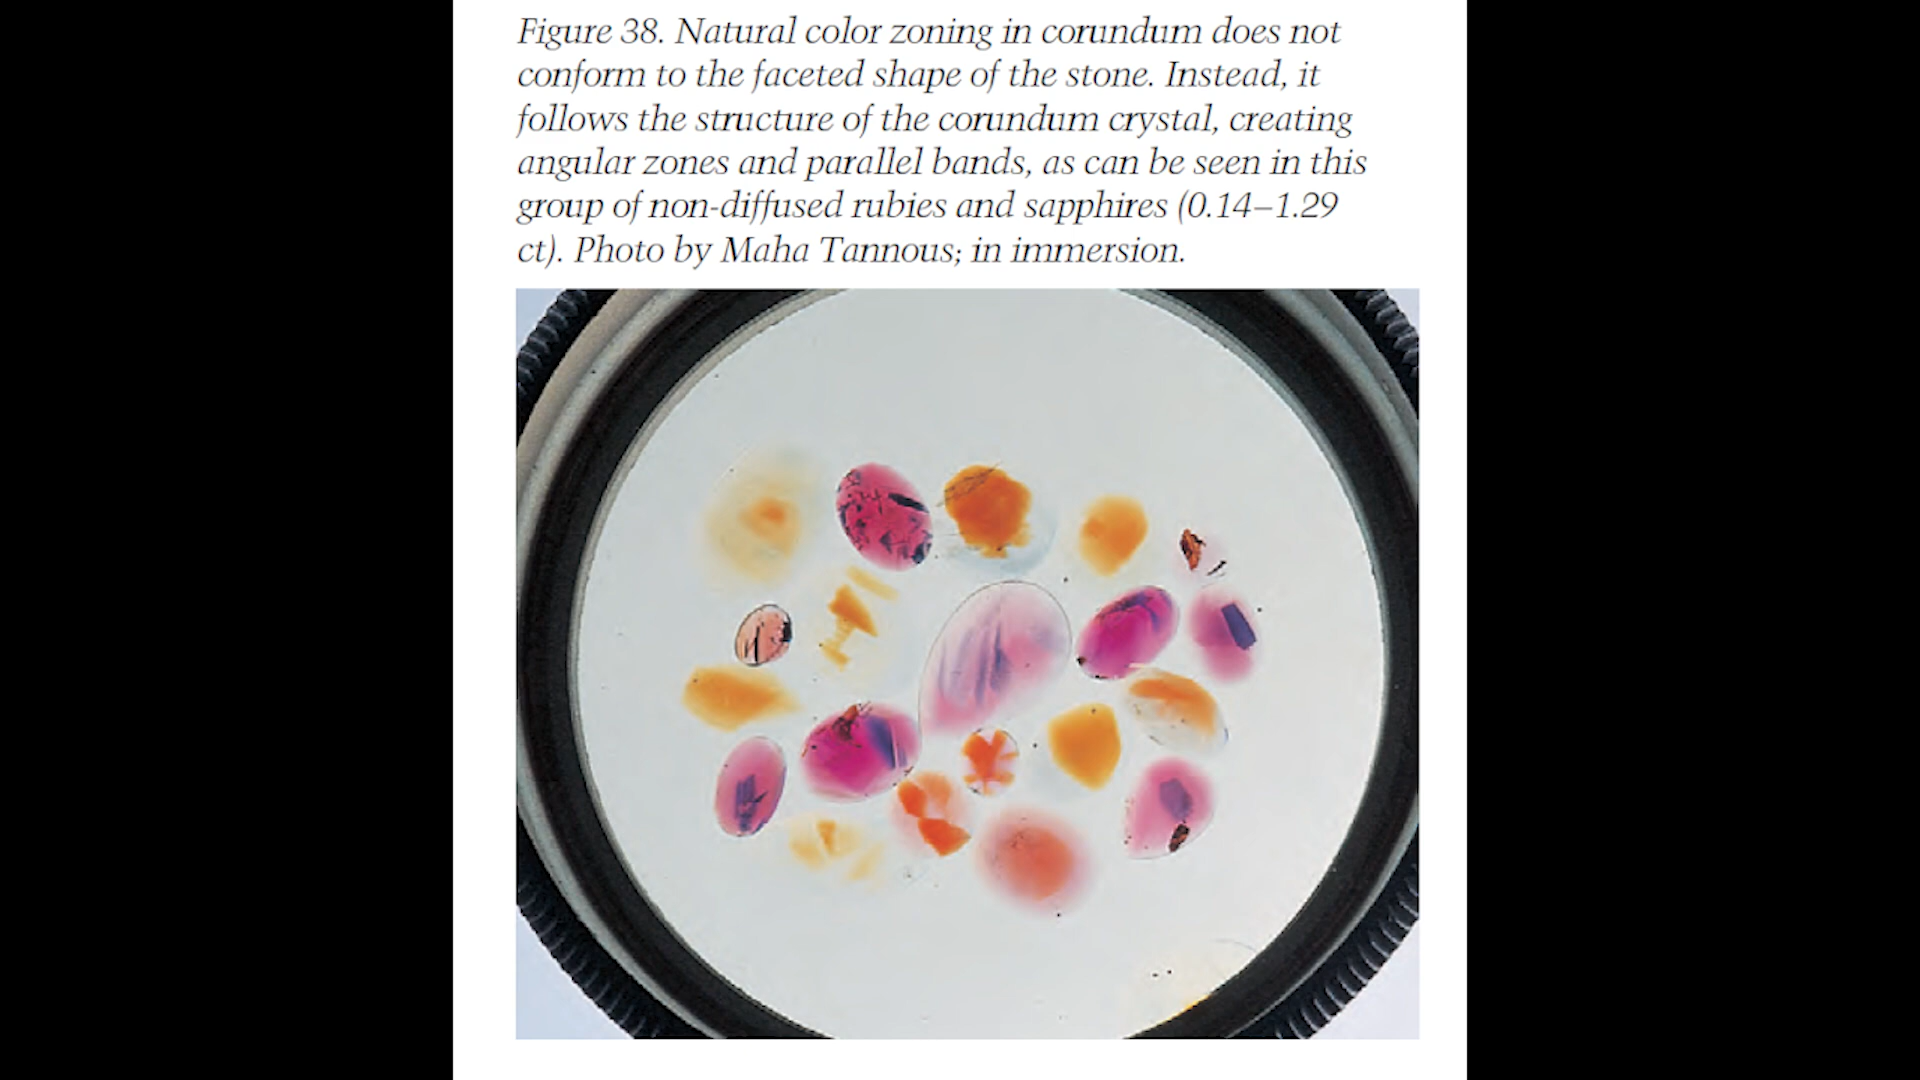 Figure 38. Natural color zoning in corundum does not
conform to the faceted shape of the stone. Instead, it
follows the structure of the corundum crystal, creating
angular zones and parallel bands, as can be seen in this
group of non-diffused rubies and sapphires (0.14–1.29
ct). Photo by Maha Tannous; in immersion.